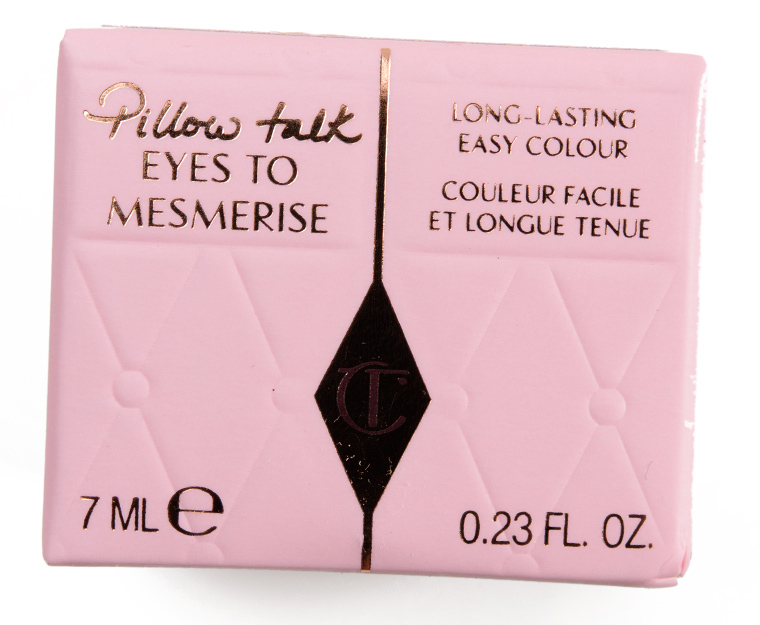 Pillow talk
EYES TO
MESMERISE
LONG-LASTING
EASY COLOUR
COULEUR FACILE
ET LONGUE TENUE
CT
7 ML ℮
0.23 FL. OZ.